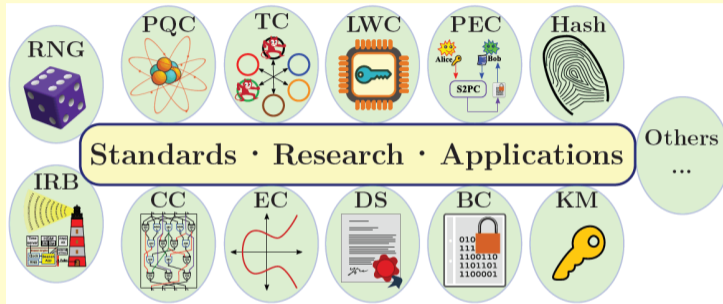 RNG
PQC
TC
LWC
PEC
Hash
Alice
Bob
S2PC
Standards · Research · Applications
Others
...
IRB
CC
EC
DS
BC
KM
010
111
1100110
1101101
1100001